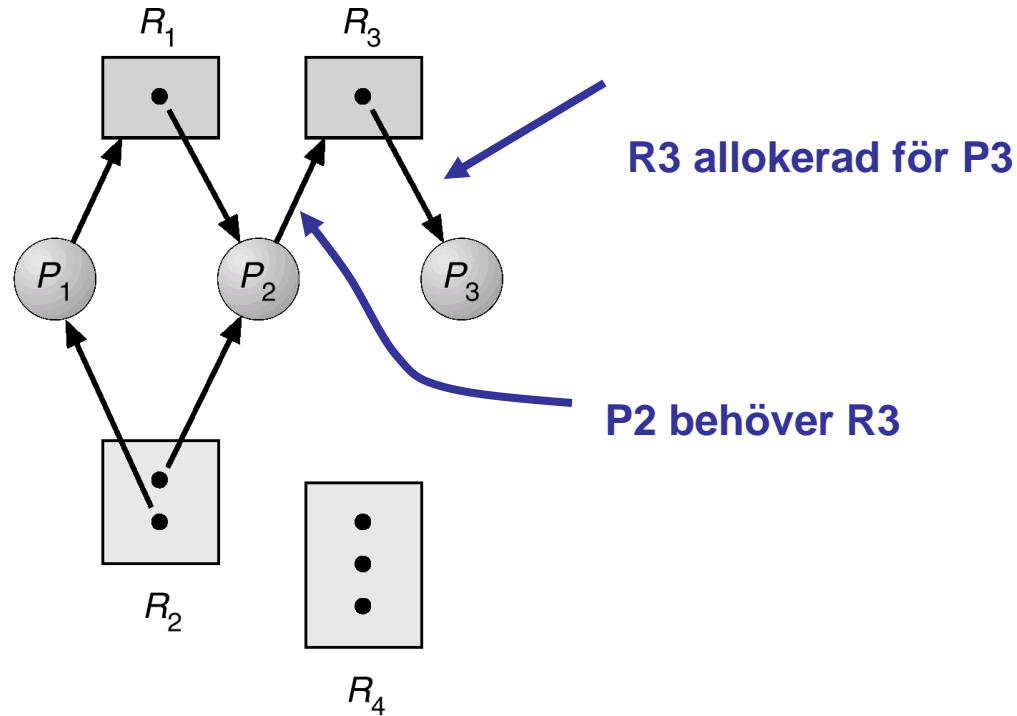 R1
R3
R3 allokerad för P3
P1
P2
P3
P2 behöver R3
R2
R4